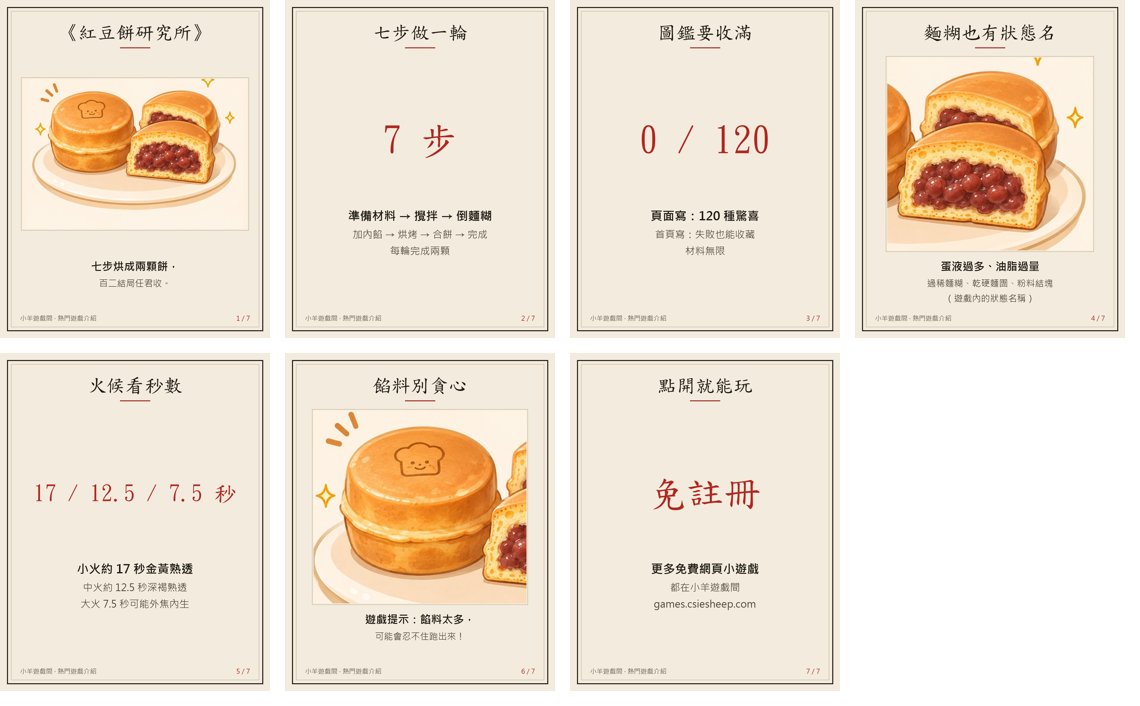 《紅豆餅研究所》
七步烘成兩顆餅，
百二結局任君收。
小羊遊戲間 · 熱門遊戲介紹
1 / 7
七步做一輪
7 步
準備材料 → 攪拌 → 倒麵糊
加內餡 → 烘烤 → 合餅 → 完成
每輪完成兩顆
小羊遊戲間 · 熱門遊戲介紹
2 / 7
圖鑑要收滿
0 / 120
頁面寫：120 種驚喜
首頁寫：失敗也能收藏
材料無限
小羊遊戲間 · 熱門遊戲介紹
3 / 7
麵糊也有狀態名
蛋液過多、油脂過量
過稀麵糊、乾硬麵團、粉料結塊
（ 遊戲內的狀態名稱 ）
小羊遊戲間 · 熱門遊戲介紹
4 / 7
火候看秒數
17 / 12.5 / 7.5 秒
小火約 17 秒金黃熟透
中火約 12.5 秒深褐熟透
大火 7.5 秒可能外焦內生
小羊遊戲間 · 熱門遊戲介紹
5 / 7
餡料別貪心
遊戲提示：餡料太多，
可能會忍不住跑出來！
小羊遊戲間 · 熱門遊戲介紹
6 / 7
點開就能玩
免註冊
更多免費網頁小遊戲
都在小羊遊戲間
games.csiesheep.com
小羊遊戲間 · 熱門遊戲介紹
7 / 7